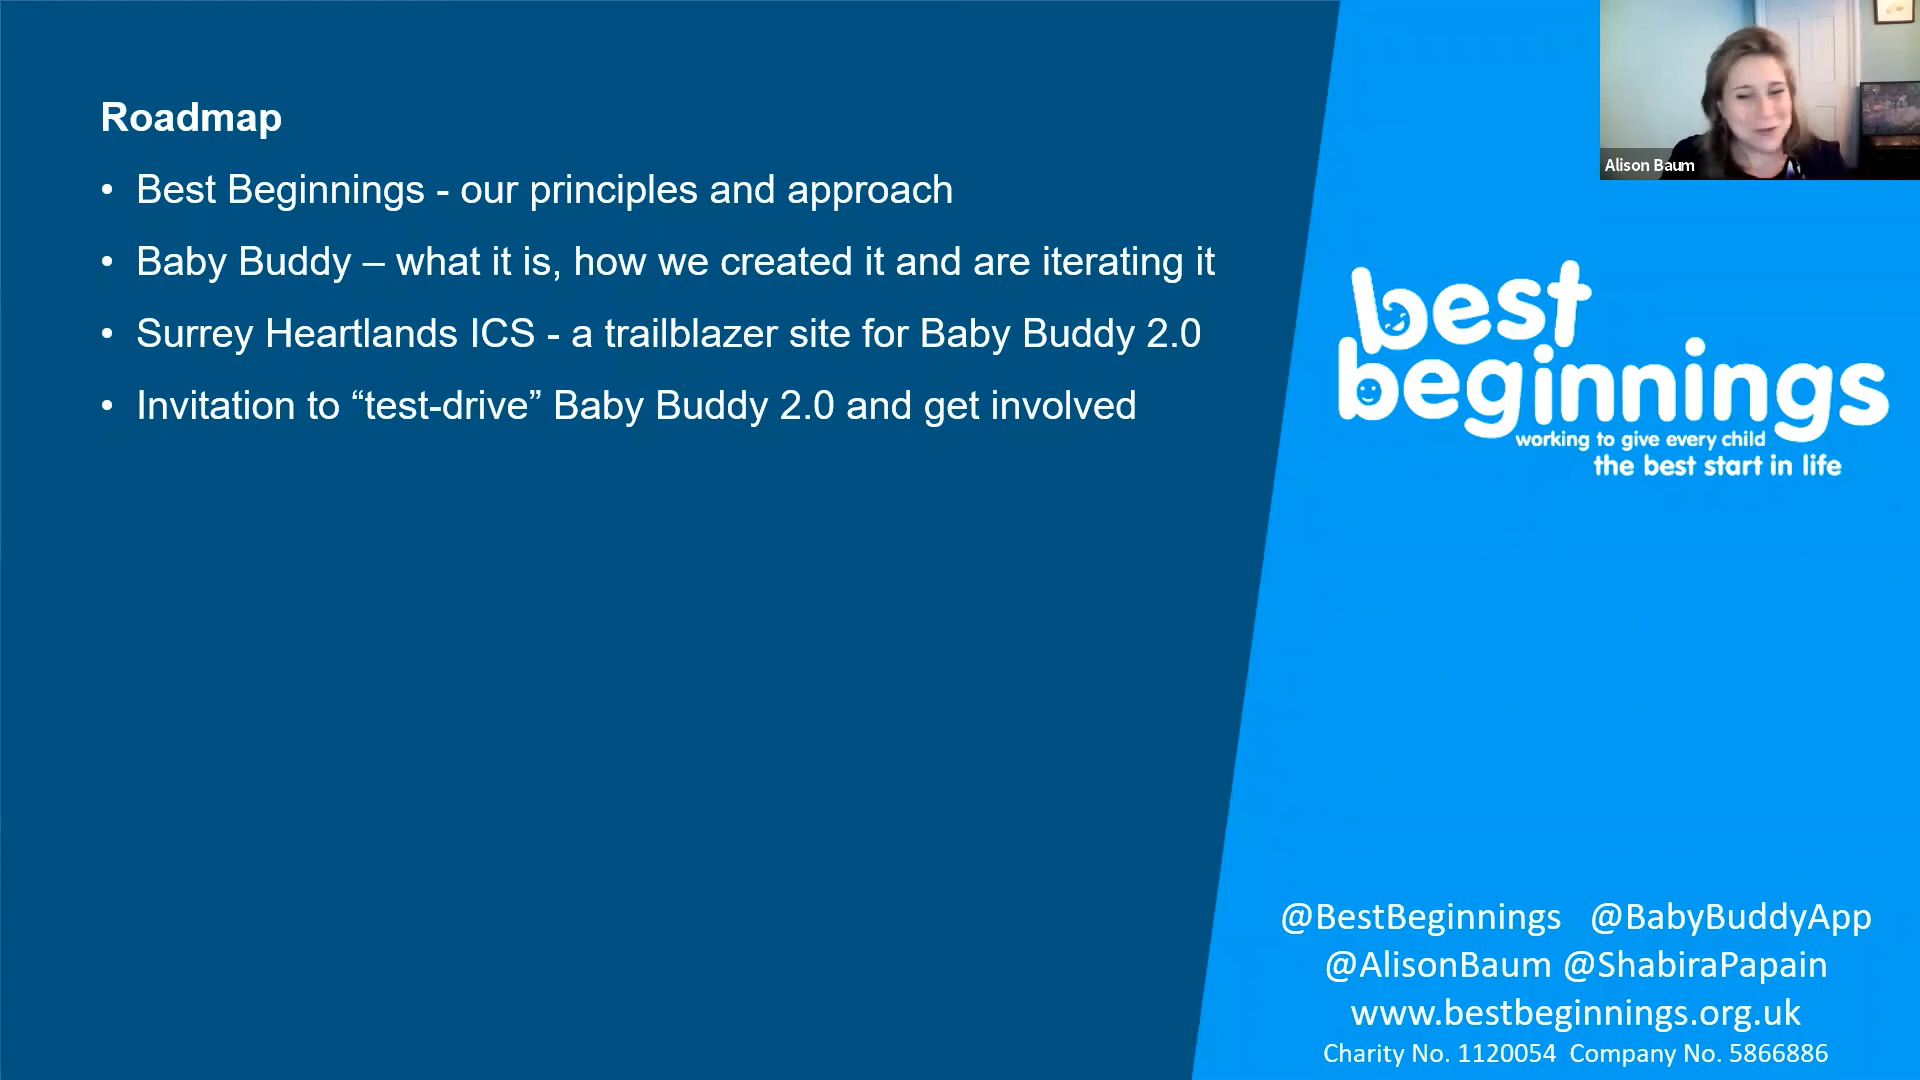 Roadmap
• Best Beginnings - our principles and approach
• Baby Buddy – what it is, how we created it and are iterating it
• Surrey Heartlands ICS - a trailblazer site for Baby Buddy 2.0
• Invitation to “test-drive” Baby Buddy 2.0 and get involved
Alison Baum
best
beginnings
working to give every child
the best start in life
@BestBeginnings @BabyBuddyApp
@AlisonBaum @ShabiraPapain
www.bestbeginnings.org.uk
Charity No. 1120054 Company No. 5866886